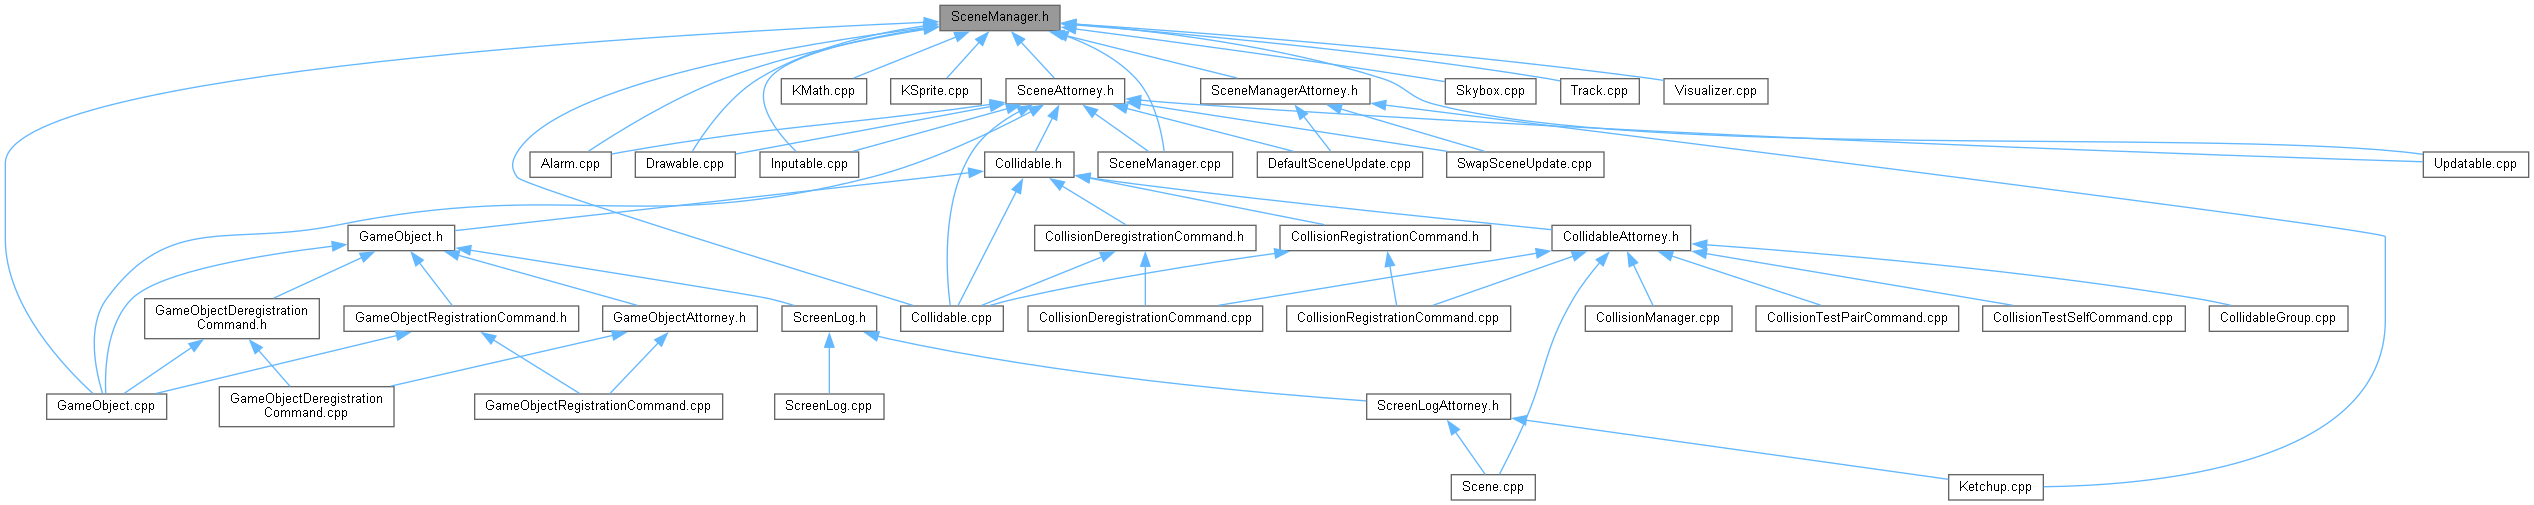 SceneManager.h
KMath.cpp
KSprite.cpp
SceneAttorney.h
SceneManagerAttorney.h
Skybox.cpp
Track.cpp
Visualizer.cpp
Alarm.cpp
Drawable.cpp
Inputable.cpp
Collidable.h
SceneManager.cpp
DefaultSceneUpdate.cpp
SwapSceneUpdate.cpp
Updatable.cpp
GameObject.h
CollisionDeregistrationCommand.h
CollisionRegistrationCommand.h
CollidableAttorney.h
GameObjectDeregistration
Command.h
GameObjectRegistrationCommand.h
GameObjectAttorney.h
ScreenLog.h
Collidable.cpp
CollisionDeregistrationCommand.cpp
CollisionRegistrationCommand.cpp
CollisionManager.cpp
CollisionTestPairCommand.cpp
CollisionTestSelfCommand.cpp
CollidableGroup.cpp
GameObject.cpp
GameObjectDeregistration
Command.cpp
GameObjectRegistrationCommand.cpp
ScreenLog.cpp
ScreenLogAttorney.h
Scene.cpp
Ketchup.cpp